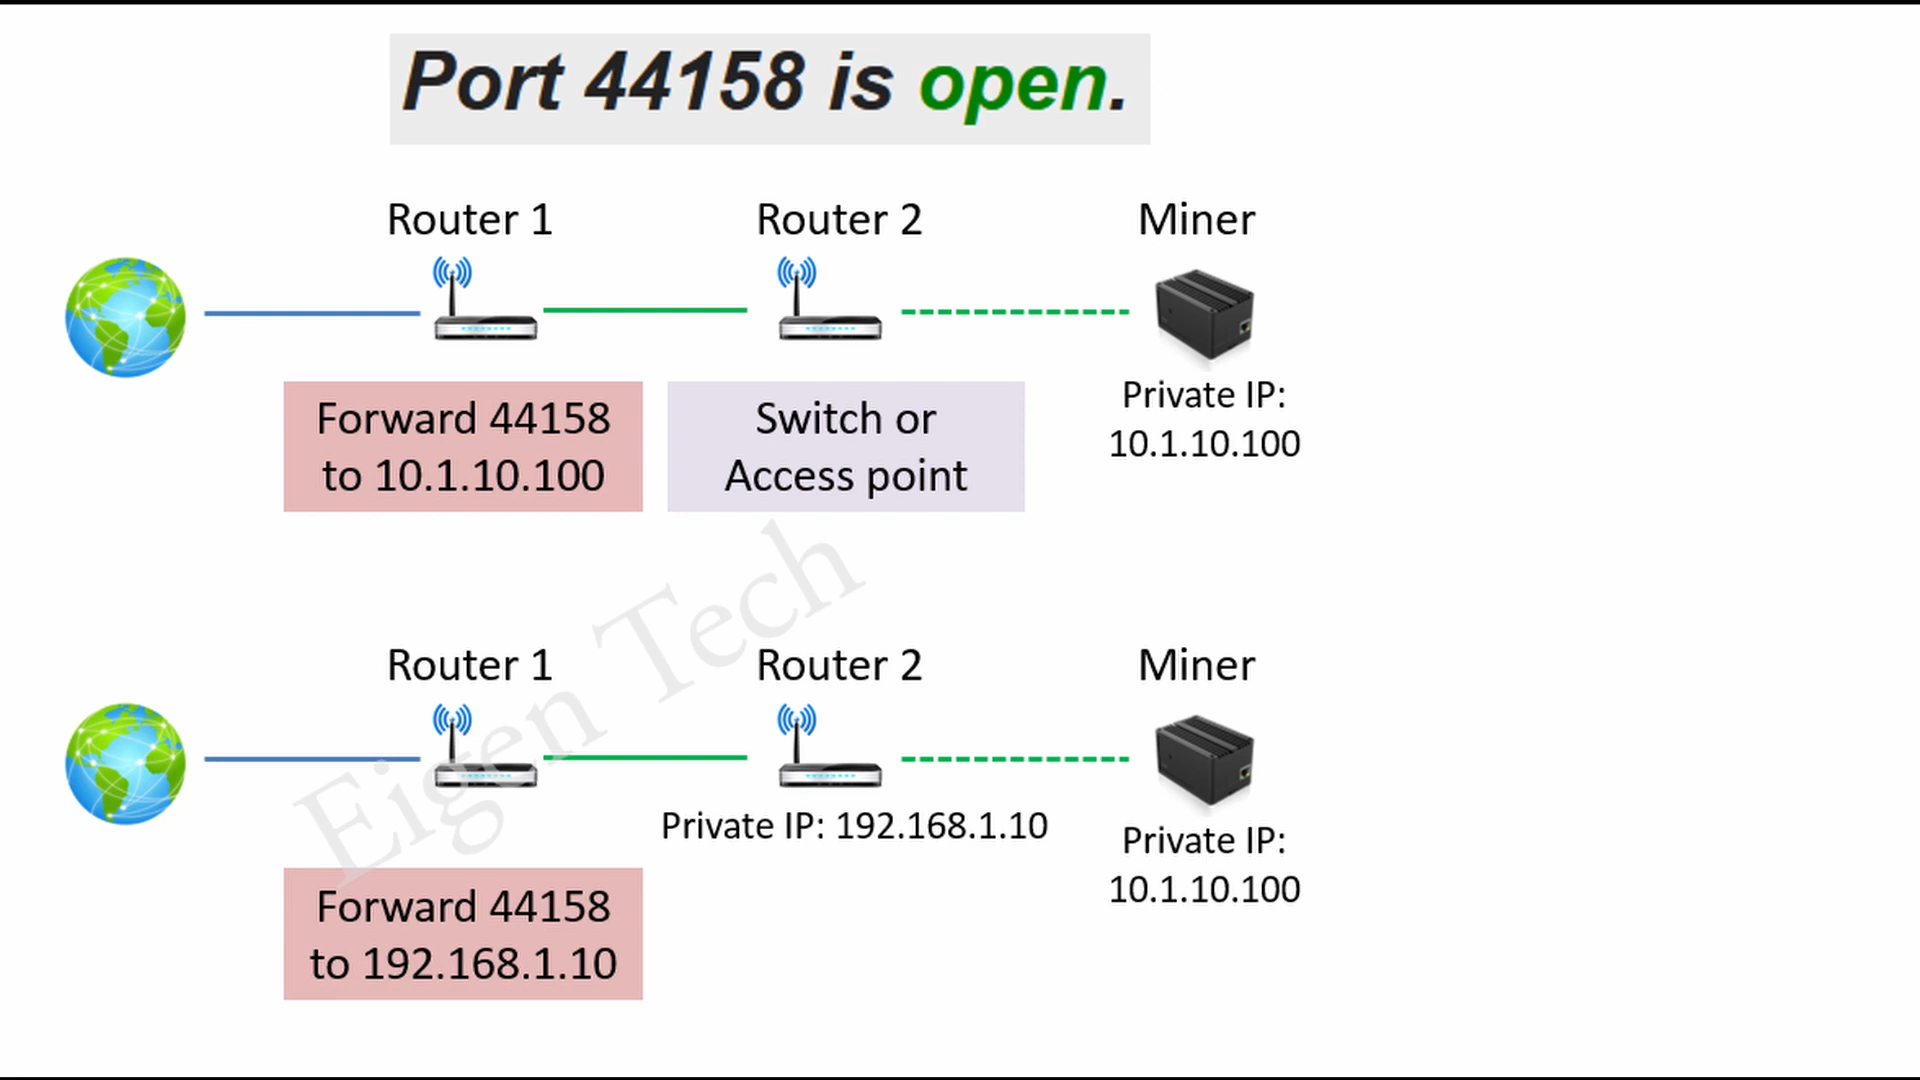 Port 44158 is open.
Router 1
Router 2
Miner
Forward 44158
to 10.1.10.100
Switch or
Access point
Private IP:
10.1.10.100
Eigen Tech
Router 1
Router 2
Miner
Private IP: 192.168.1.10
Private IP:
10.1.10.100
Forward 44158
to 192.168.1.10